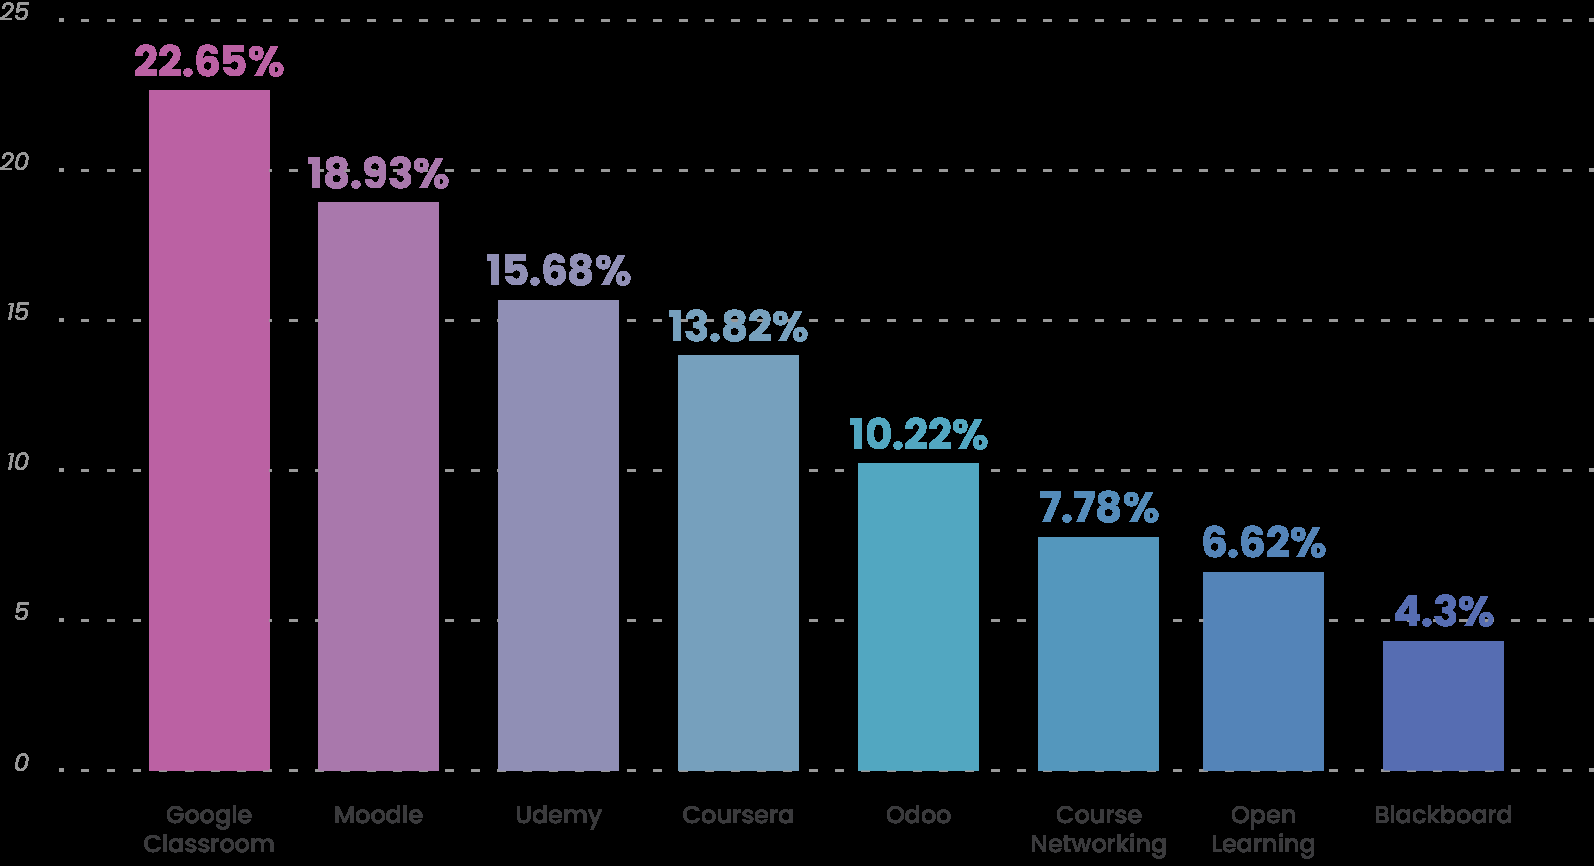 25
22.65%
20
18.93%
15.68%
15
13.82%
10
10.22%
7.78%
6.62%
5
4.3%
0
Google
Classroom
Moodle
Udemy
Coursera
Odoo
Course
Networking
Open
Learning
Blackboard